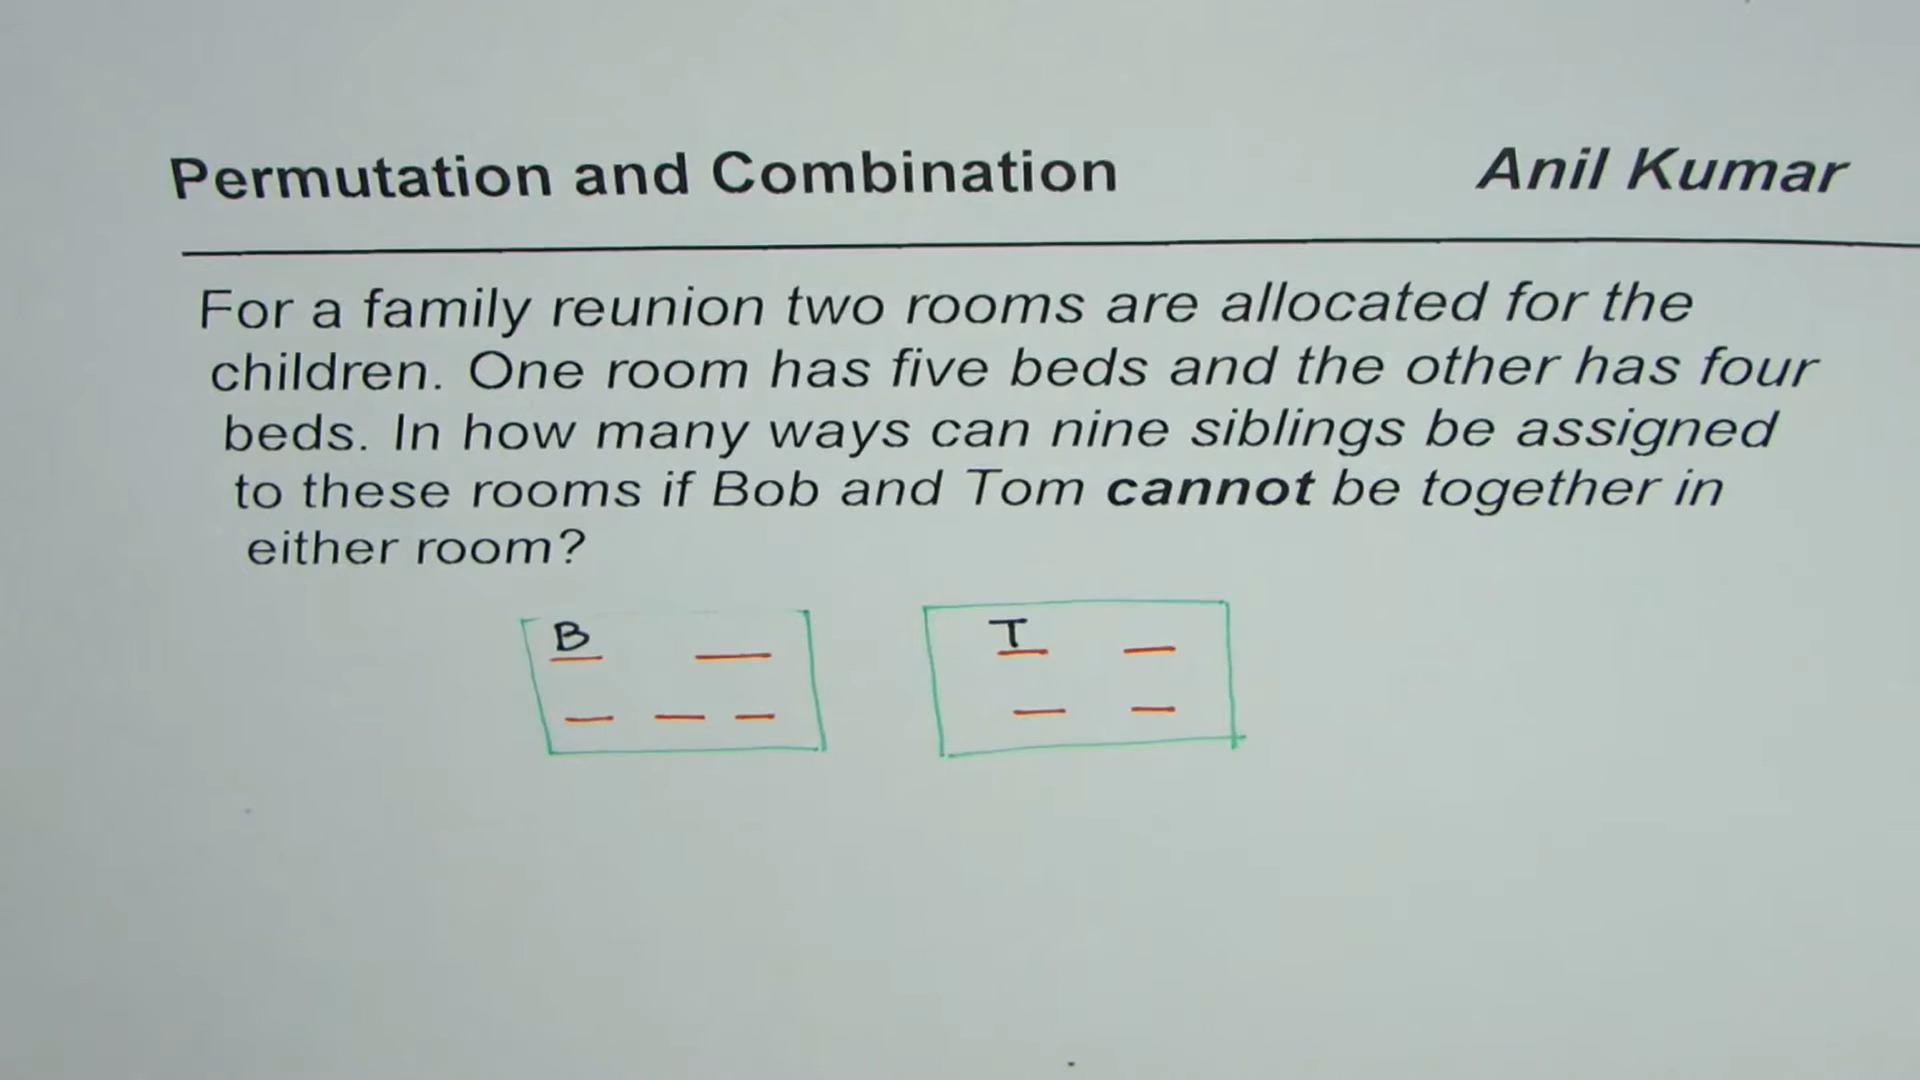 Permutation and Combination Anil Kumar
For a family reunion two rooms are allocated for the
children. One room has five beds and the other has four
beds. In how many ways can nine siblings be assigned
to these rooms if Bob and Tom cannot be together in
either room?
B T